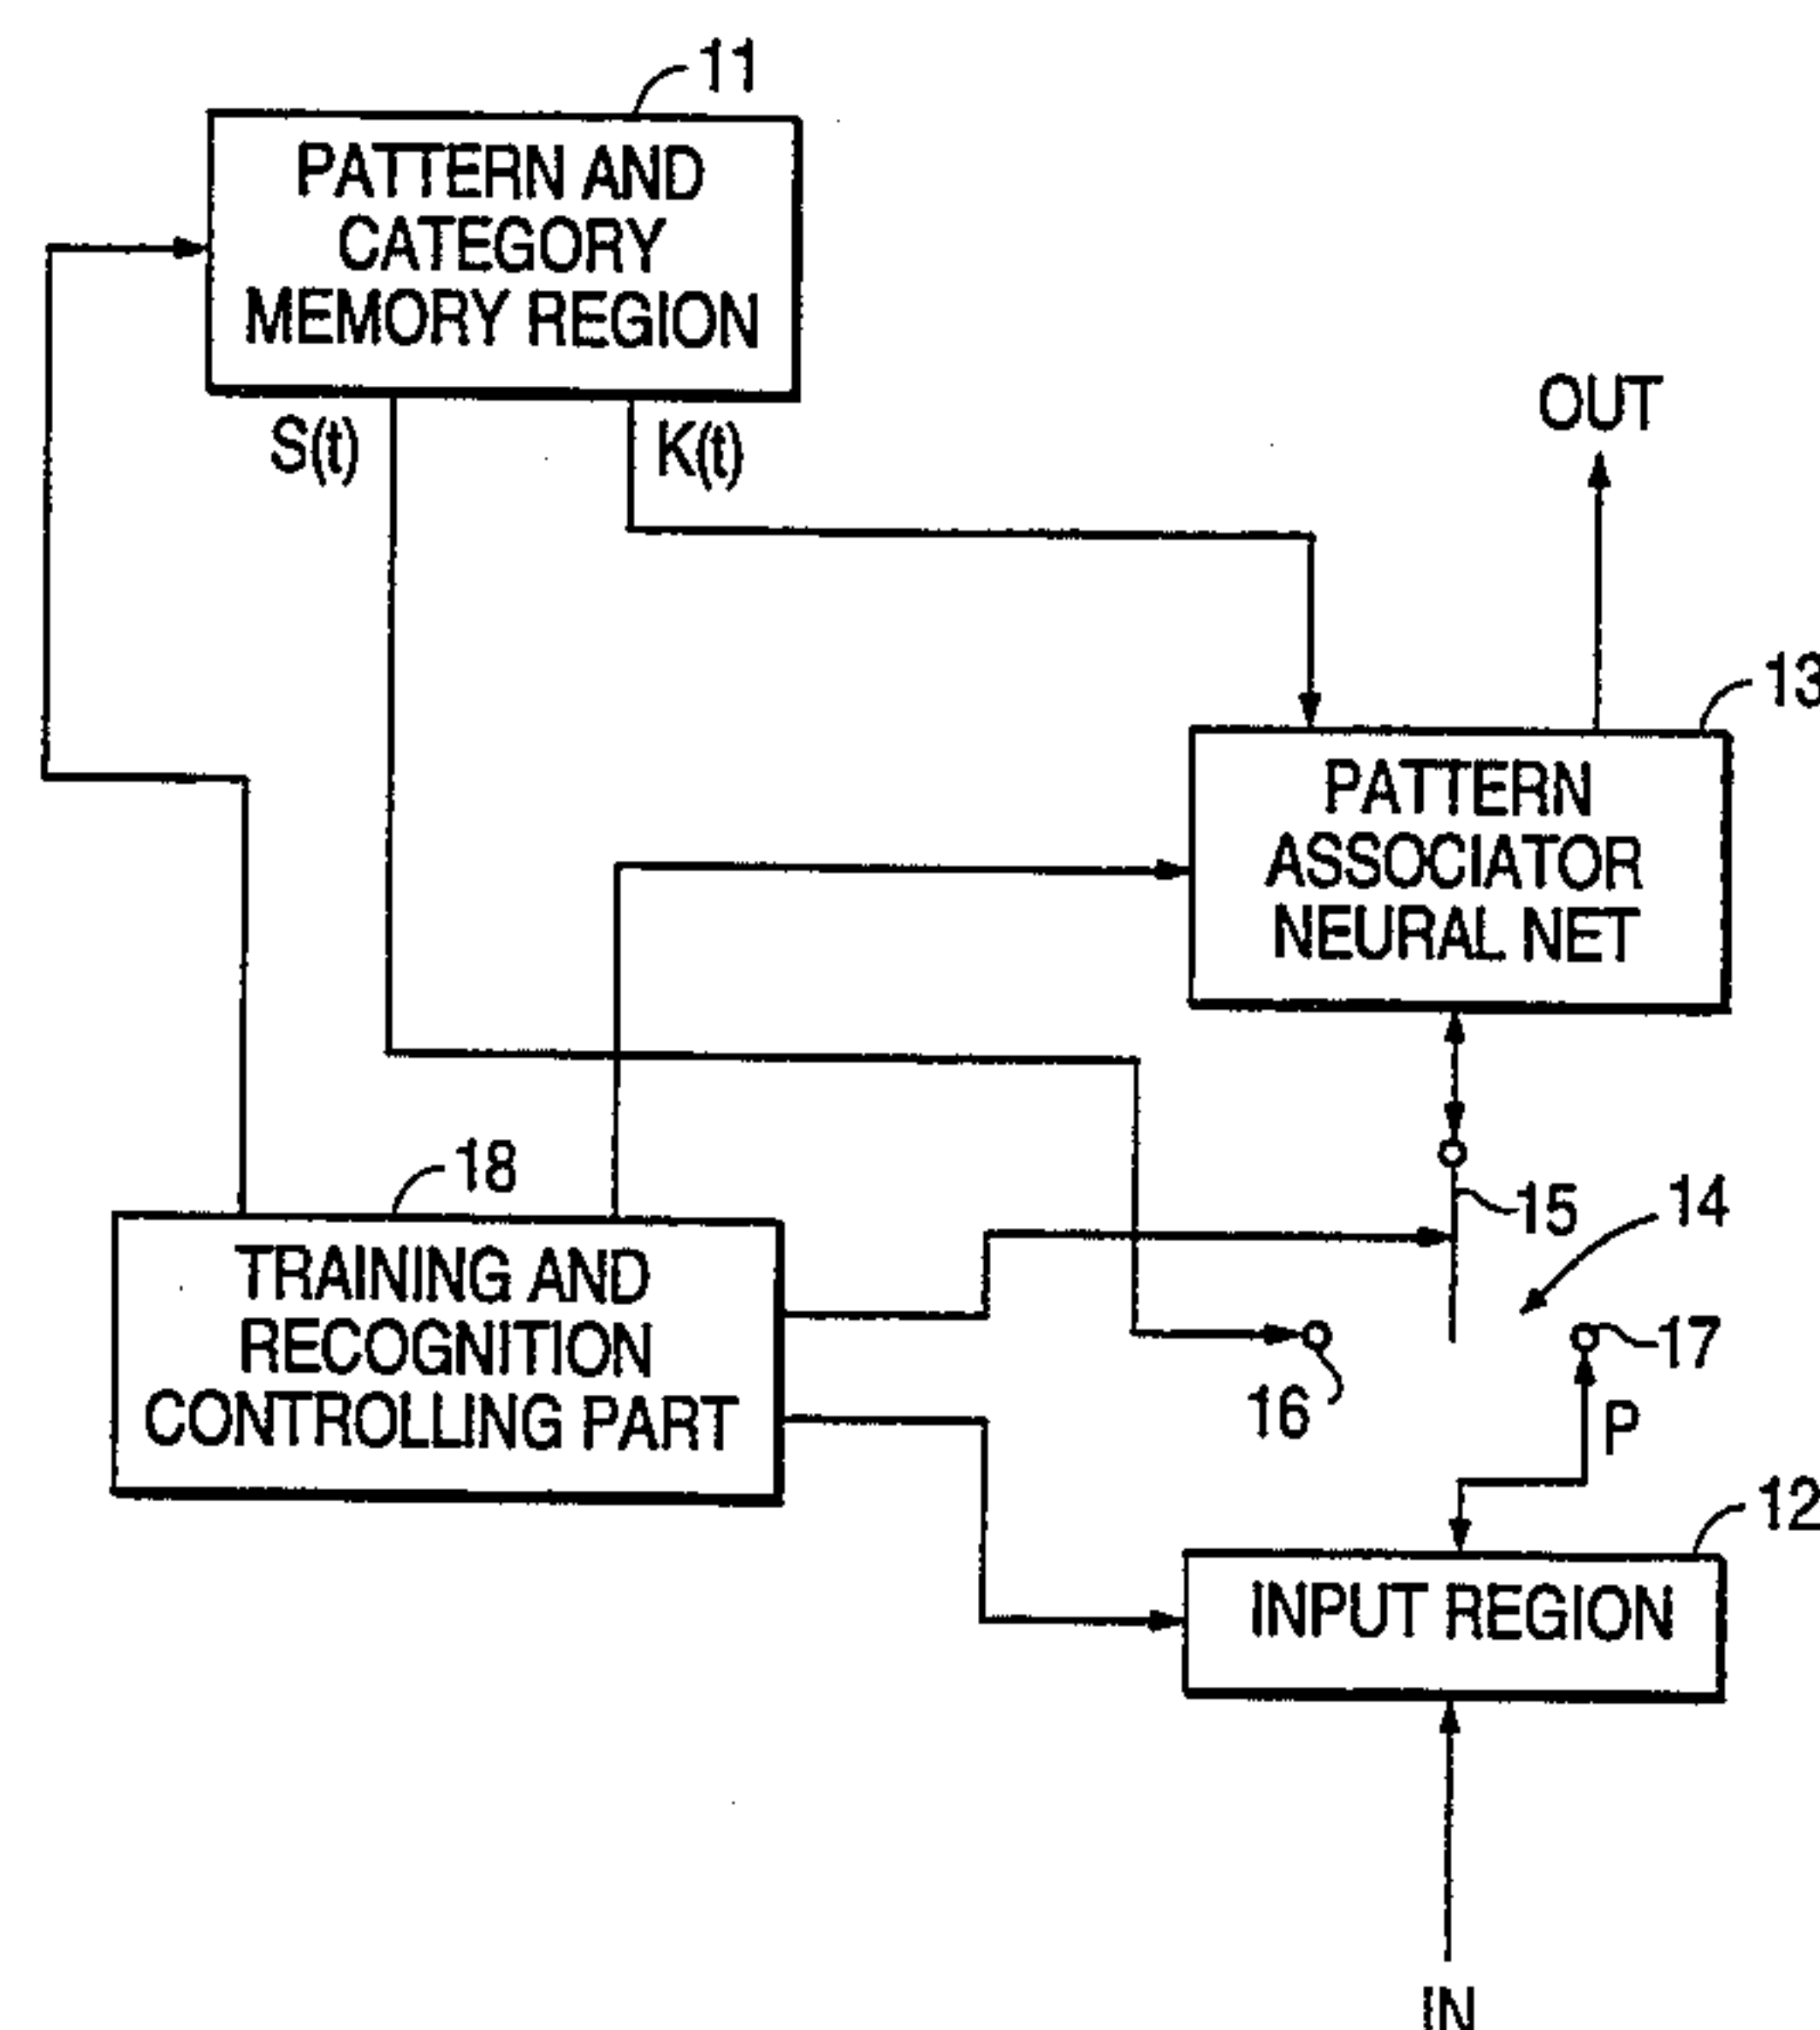 11
PATTERN AND
CATEGORY
MEMORY REGION
S(t)
K(t)
OUT
13
PATTERN
ASSOCIATOR
NEURAL NET
18
TRAINING AND
RECOGNITION
CONTROLLING PART
15
14
16
17
P
12
INPUT REGION
IN